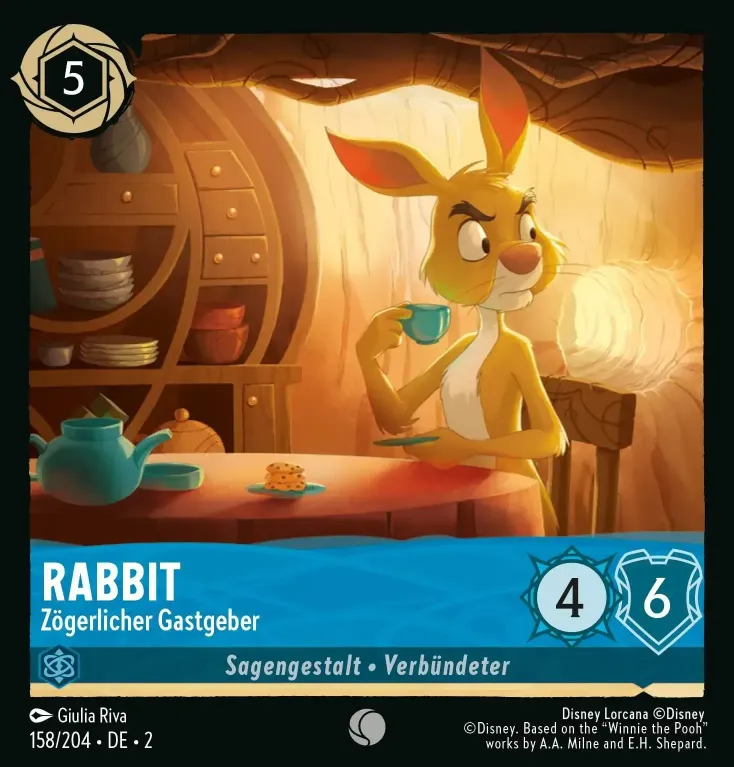 5
RABBIT
Zögerlicher Gastgeber
4
6
Sagengestalt • Verbündeter
Giulia Riva
158/204 • DE • 2
Disney Lorcana ©Disney
©Disney. Based on the “Winnie the Pooh”
works by A.A. Milne and E.H. Shepard.